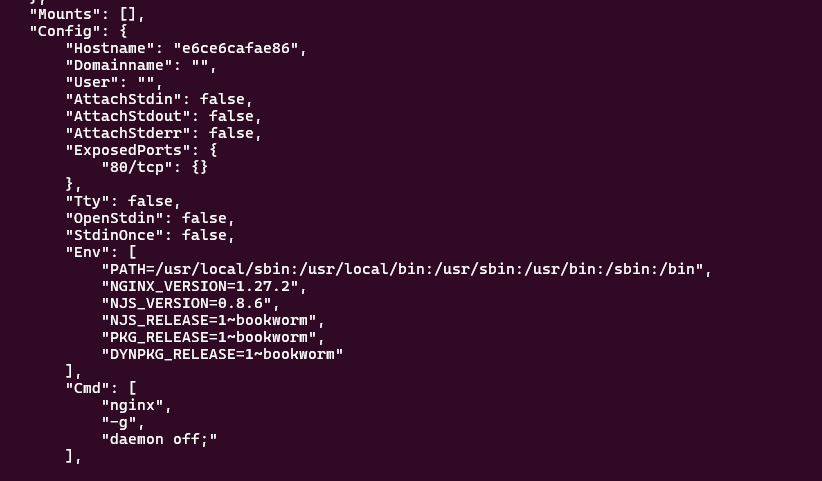 },
"Mounts": [],
"Config": {
"Hostname": "e6ce6cafae86",
"Domainname": "",
"User": "",
"AttachStdin": false,
"AttachStdout": false,
"AttachStderr": false,
"ExposedPorts": {
"80/tcp": {}
},
"Tty": false,
"OpenStdin": false,
"StdinOnce": false,
"Env": [
"PATH=/usr/local/sbin:/usr/local/bin:/usr/sbin:/usr/bin:/sbin:/bin",
"NGINX_VERSION=1.27.2",
"NJS_VERSION=0.8.6",
"NJS_RELEASE=1~bookworm",
"PKG_RELEASE=1~bookworm",
"DYNPKG_RELEASE=1~bookworm"
],
"Cmd": [
"nginx",
"-g",
"daemon off;"
],